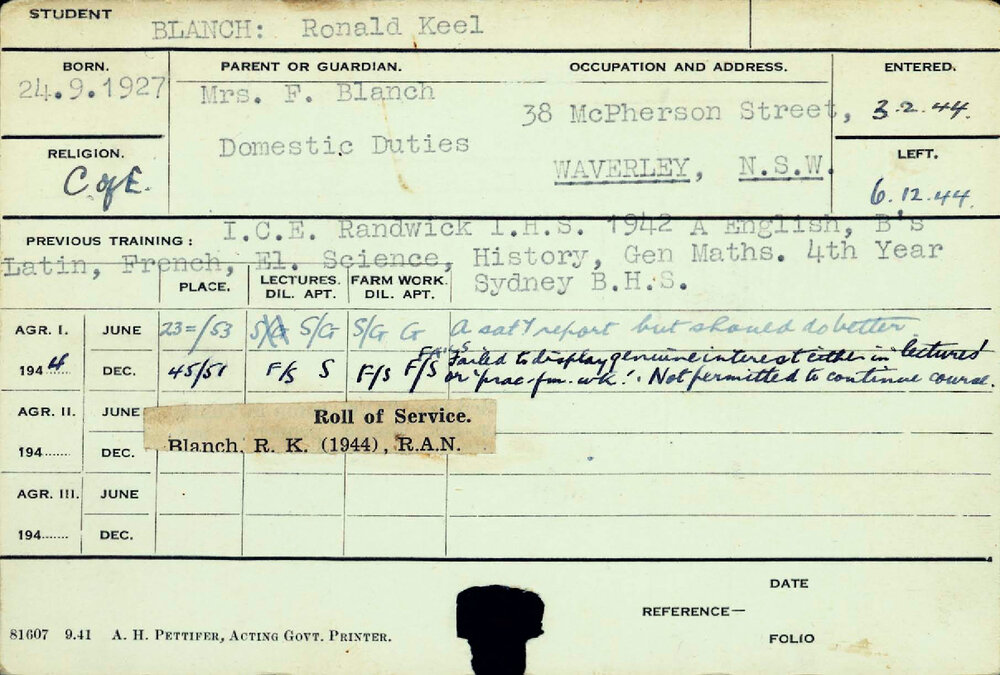 STUDENT
BLANCH: Ronald Keel
BORN. PARENT OR GUARDIAN. OCCUPATION AND ADDRESS. ENTERED.
24.9.1927 Mrs. F. Blanch 38 McPherson Street, 3.2.44.
RELIGION. Domestic Duties WAVERLEY, N.S.W. LEFT.
C of E. 6.12.44.
PREVIOUS TRAINING: I.C.E. Randwick I.H.S. 1942 A English, B's
Latin, French, El. Science, History, Gen Maths. 4th Year
Sydney B.H.S.
PLACE. LECTURES. DIL. APT. FARM WORK. DIL. APT.
AGR. I. JUNE 23=/53 S/G S/G S/G G A sat'y report but should do better.
1944 DEC. 45/51 F/S S F/S F/S Failed to display genuine interest either in lectures
or 'prac-fm. wk'. Not permitted to continue course.
AGR. II. JUNE
Roll of Service.
194...... DEC.
Blanch, R. K. (1944), R.A.N.
AGR. III. JUNE
194...... DEC.
DATE
REFERENCE—
FOLIO
81607 9.41 A. H. PETTIFER, ACTING GOVT. PRINTER.